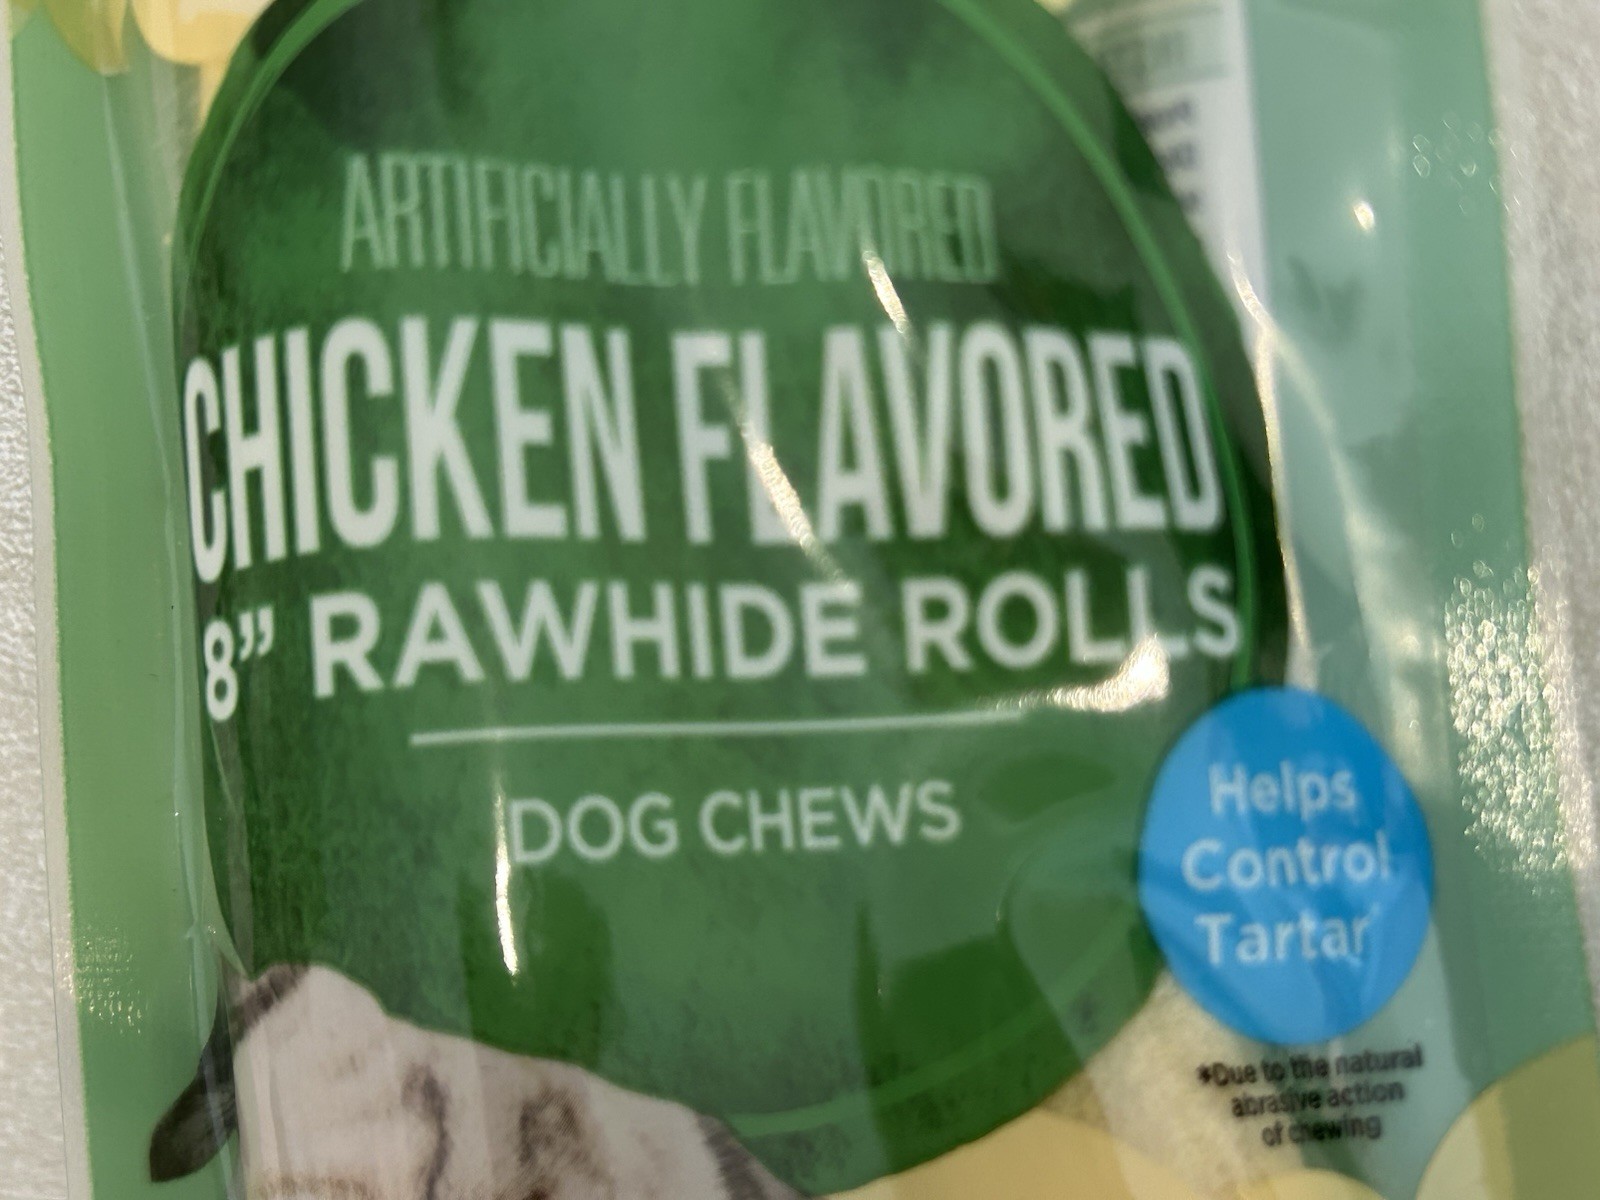 ARTIFICIALLY FLAVORED
CHICKEN FLAVORED
8” RAWHIDE ROLLS
DOG CHEWS
Helps
Control
Tartar*
*Due to the natural
abrasive action
of chewing